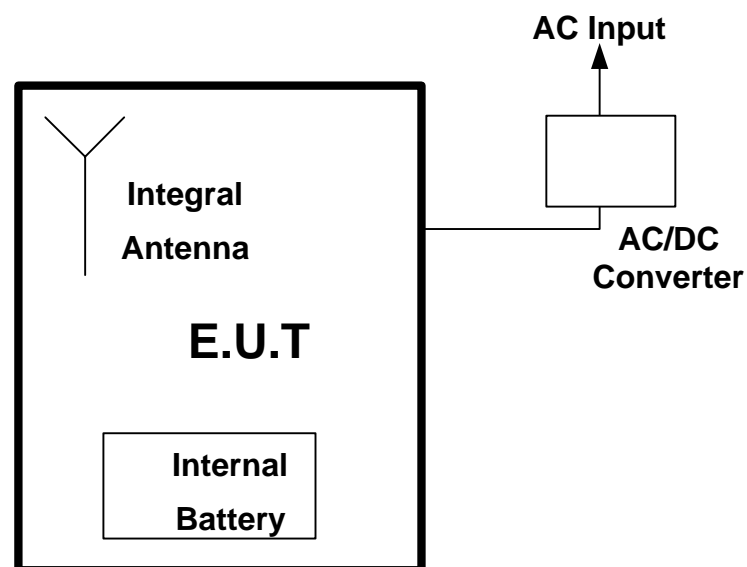 AC Input
Integral
Antenna
AC/DC
Converter
E.U.T
Internal
Battery